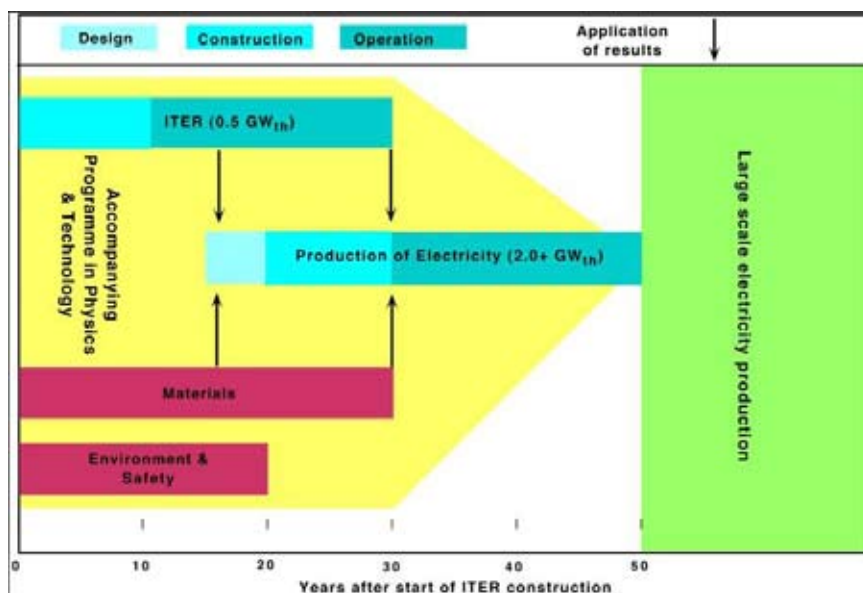 Design
Construction
Operation
Application
of results
ITER (0.5 GWth)
Accompanying
Programme in Physics
& Technology
Production of Electricity (2.0+ GWth)
Materials
Environment &
Safety
Large scale electricity production
0
10
20
30
40
50
Years after start of ITER construction